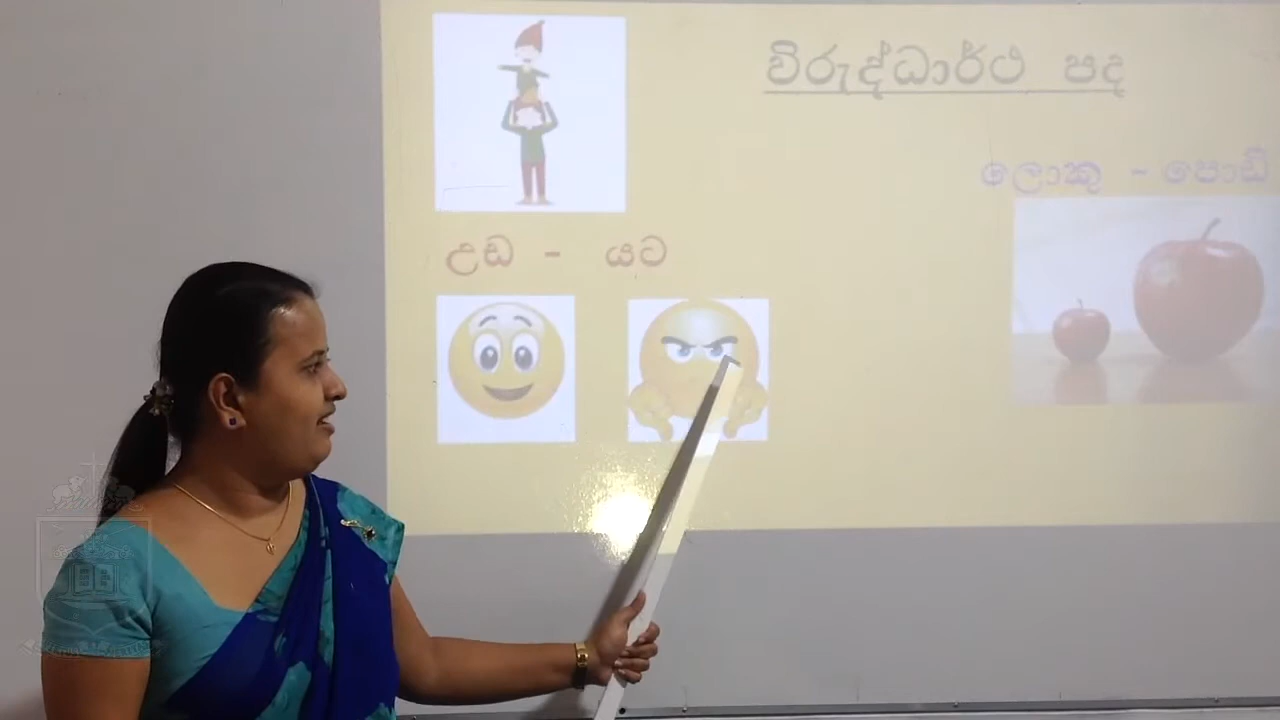 විරුද්ධාර්ථ පද
ලොකු - පොඩි
උඩ - යට